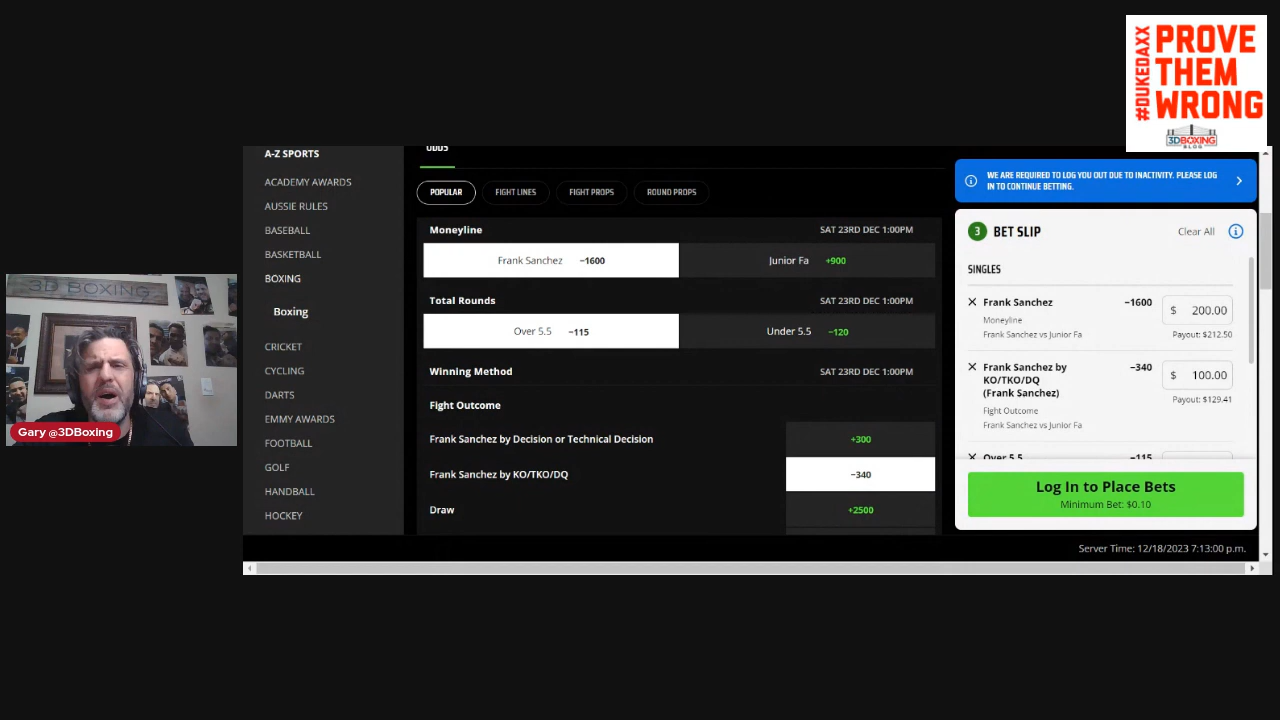 #DUKEDAXX
PROVE
THEM
WRONG
3DBOXING
BLOG
3D BOXING
Gary @3DBoxing
A-Z SPORTS
ACADEMY AWARDS
AUSSIE RULES
BASEBALL
BASKETBALL
BOXING
Boxing
CRICKET
CYCLING
DARTS
EMMY AWARDS
FOOTBALL
GOLF
HANDBALL
HOCKEY
ODDS
POPULAR FIGHT LINES FIGHT PROPS ROUND PROPS
Moneyline SAT 23RD DEC 1:00PM
Frank Sanchez −1600 Junior Fa +900
Total Rounds SAT 23RD DEC 1:00PM
Over 5.5 −115 Under 5.5 −120
Winning Method SAT 23RD DEC 1:00PM
Fight Outcome
Frank Sanchez by Decision or Technical Decision +300
Frank Sanchez by KO/TKO/DQ −340
Draw +2500
WE ARE REQUIRED TO LOG YOU OUT DUE TO INACTIVITY. PLEASE LOG
IN TO CONTINUE BETTING.
3 BET SLIP Clear All
SINGLES
Frank Sanchez −1600 $ 200.00
Moneyline
Frank Sanchez vs Junior Fa Payout: $212.50
Frank Sanchez by −340 $ 100.00
KO/TKO/DQ
(Frank Sanchez) Payout: $129.41
Fight Outcome
Frank Sanchez vs Junior Fa
Over 5.5 −115
Log In to Place Bets
Minimum Bet: $0.10
Server Time: 12/18/2023 7:13:00 p.m.